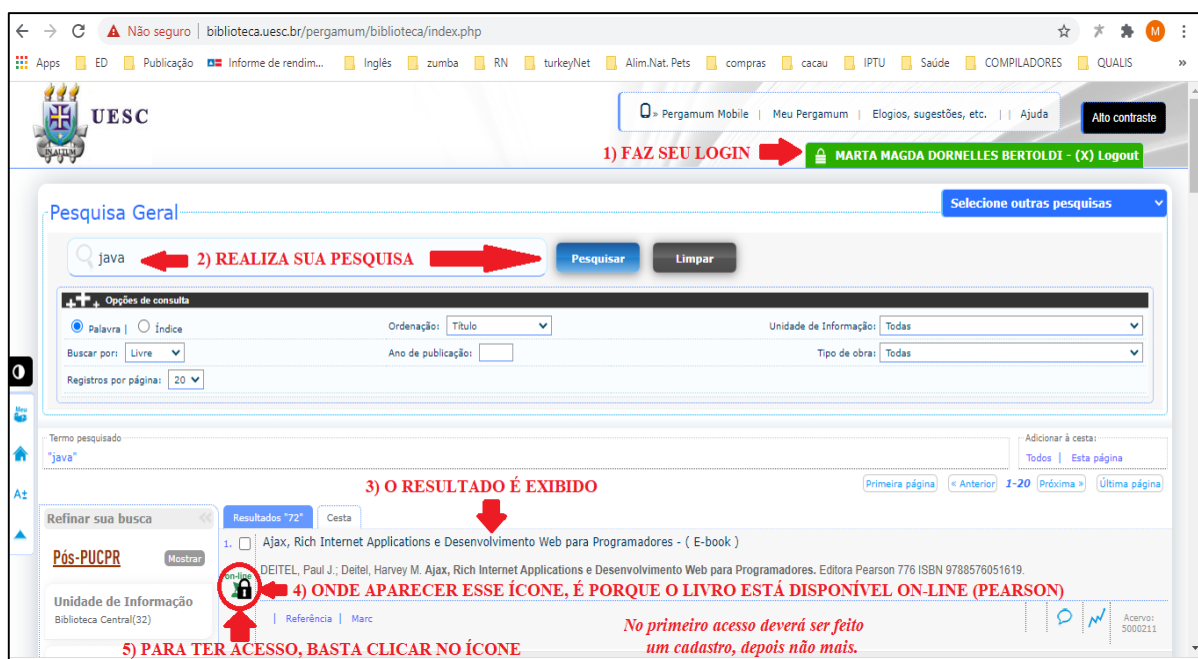 Não seguro | biblioteca.uesc.br/pergamum/biblioteca/index.php
M
Apps ED Publicação Informe de rendim... Inglês zumba RN turkeyNet Alim.Nat. Pets compras cacau IPTU Saúde COMPILADORES QUALIS »
UESC
» Pergamum Mobile | Meu Pergamum | Elogios, sugestões, etc. | | Ajuda
Alto contraste
1) FAZ SEU LOGIN
MARTA MAGDA DORNELLES BERTOLDI - (X) Logout
Pesquisa Geral
Selecione outras pesquisas
java
2) REALIZA SUA PESQUISA
Pesquisar
Limpar
Opções de consulta
Palavra | Índice
Ordenação: Título
Unidade de Informação: Todas
Buscar por: Livre
Ano de publicação:
Tipo de obra: Todas
Registros por página: 20
Meu
A±
Termo pesquisado
"java"
Adicionar à cesta:
Todos | Esta página
3) O RESULTADO É EXIBIDO
Primeira página « Anterior 1-20 Próxima » Última página
Refinar sua busca
Resultados "72" Cesta
Pós-PUCPR
Mostrar
1. Ajax, Rich Internet Applications e Desenvolvimento Web para Programadores - ( E-book )
on-line
DEITEL, Paul J.; Deitel, Harvey M. Ajax, Rich Internet Applications e Desenvolvimento Web para Programadores. Editora Pearson 776 ISBN 9788576051619.
4) ONDE APARECER ESSE ÍCONE, É PORQUE O LIVRO ESTÁ DISPONÍVEL ON-LINE (PEARSON)
Unidade de Informação
Biblioteca Central(32)
| Referência | Marc
No primeiro acesso deverá ser feito
um cadastro, depois não mais.
Acervo:
5000211
5) PARA TER ACESSO, BASTA CLICAR NO ÍCONE